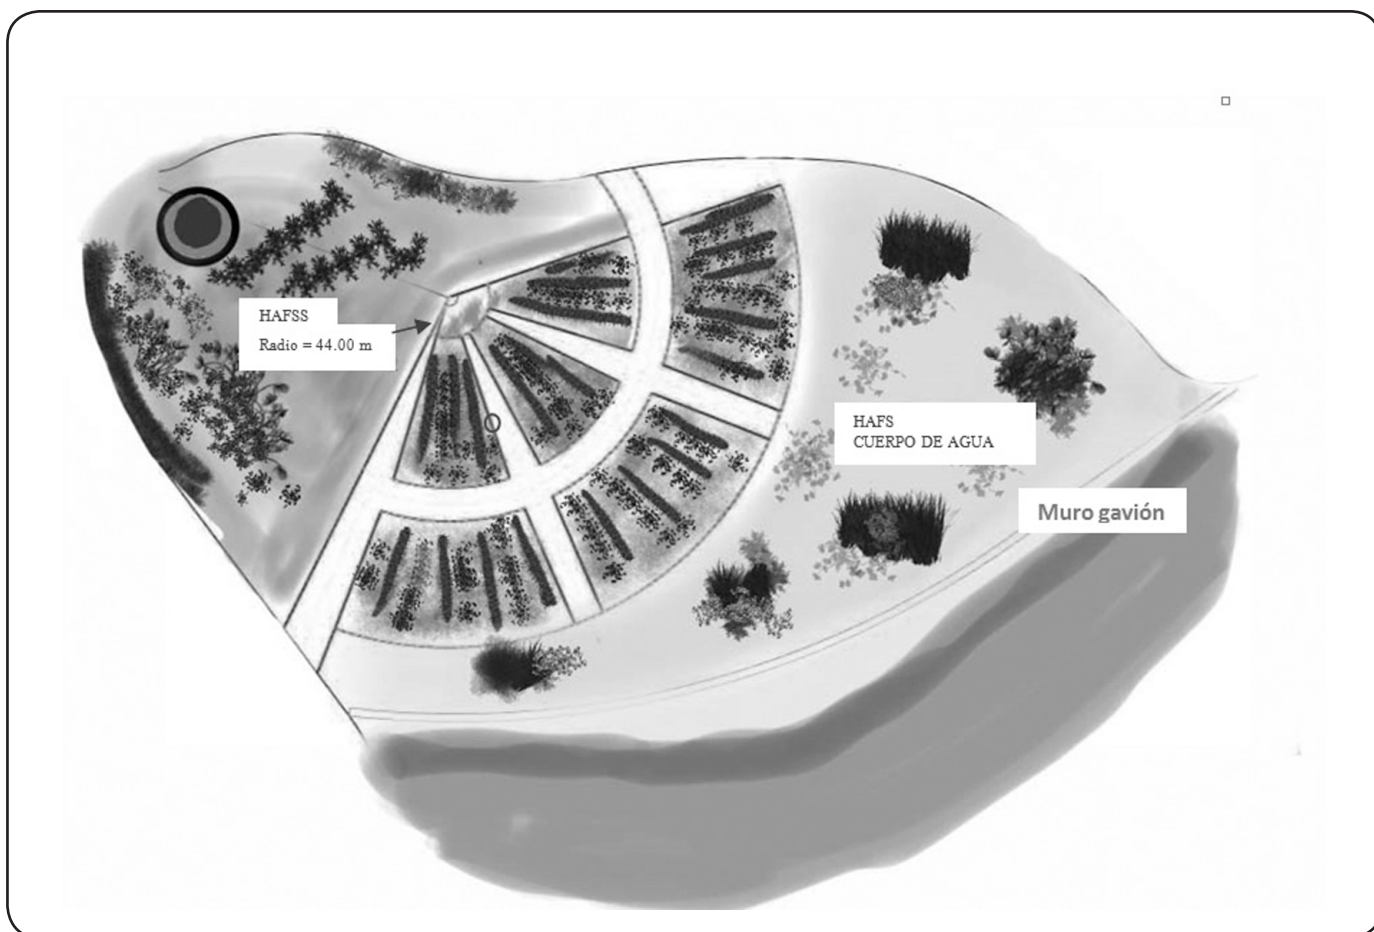 HAFSS
Radio = 44.00 m
HAFS
CUERPO DE AGUA
Muro gavión